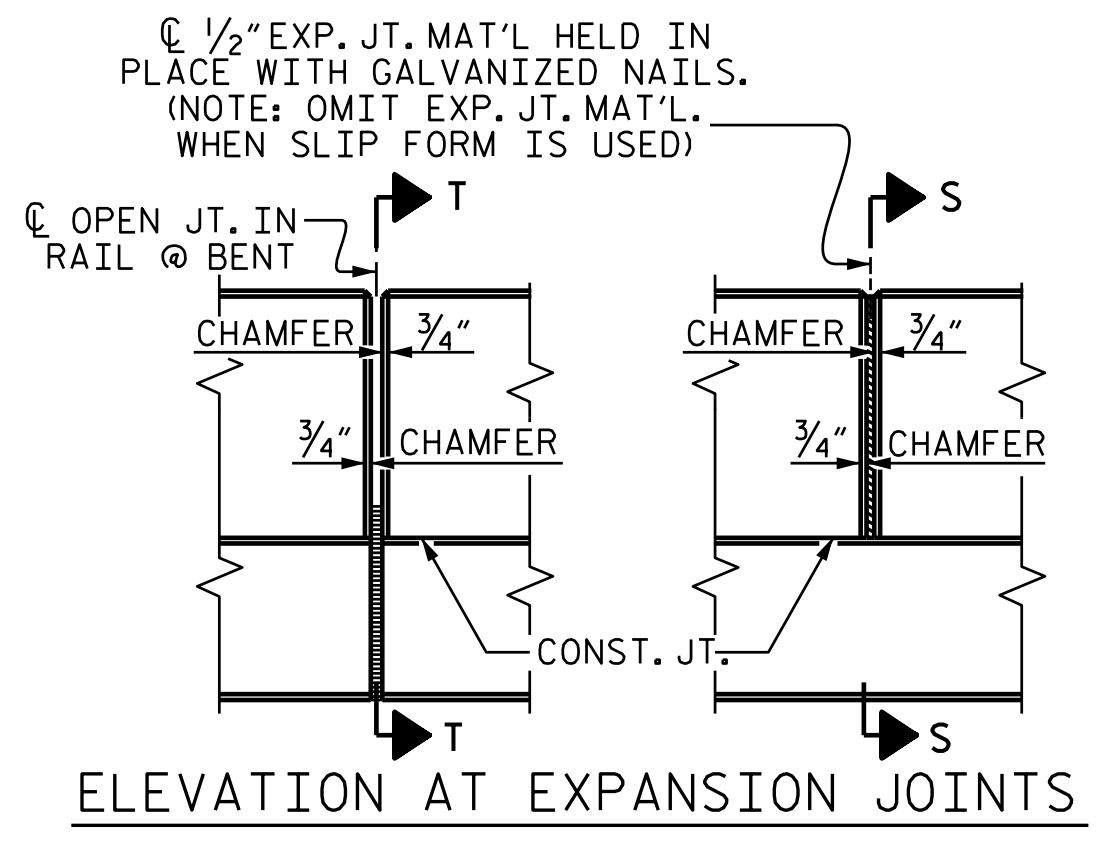 ℄ 1/2" EXP. JT. MAT'L HELD IN
PLACE WITH GALVANIZED NAILS.
(NOTE: OMIT EXP. JT. MAT'L.
WHEN SLIP FORM IS USED)
T
S
℄ OPEN JT. IN
RAIL @ BENT
CHAMFER
3/4"
CHAMFER
3/4"
3/4"
CHAMFER
3/4"
CHAMFER
CONST. JT.
T
S
ELEVATION AT EXPANSION JOINTS